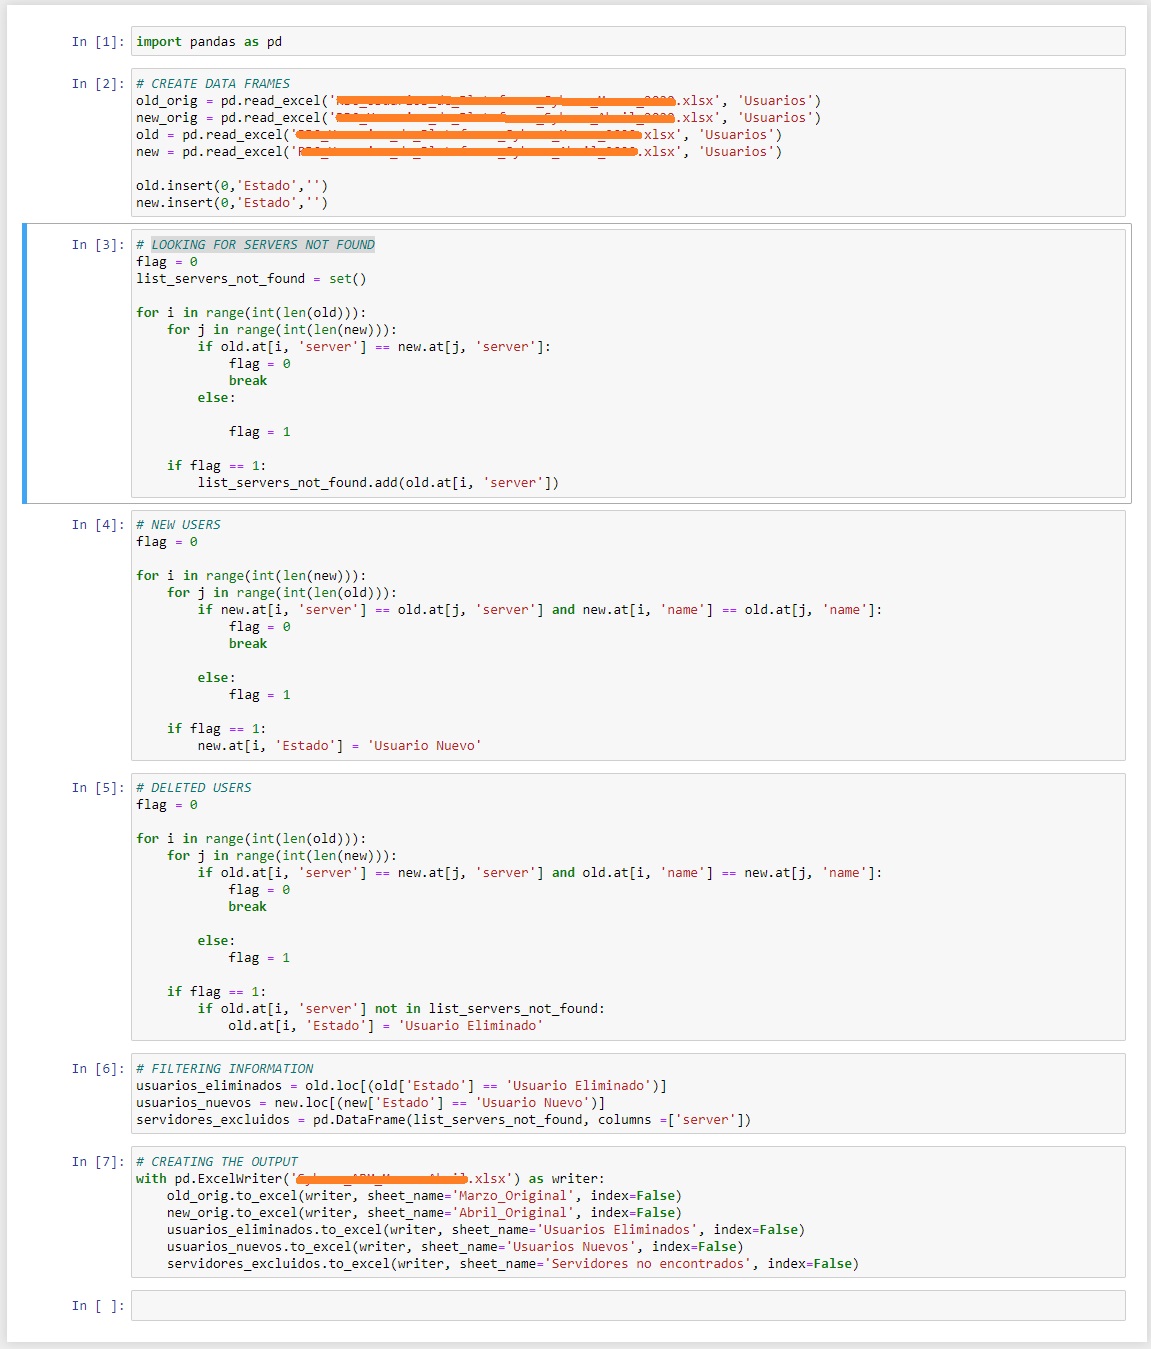 In [1]: import pandas as pd
In [2]: # CREATE DATA FRAMES
old_orig = pd.read_excel(' .xlsx', 'Usuarios')
new_orig = pd.read_excel(' .xlsx', 'Usuarios')
old = pd.read_excel(' xlsx', 'Usuarios')
new = pd.read_excel(' .xlsx', 'Usuarios')
old.insert(0,'Estado','')
new.insert(0,'Estado','')
In [3]: # LOOKING FOR SERVERS NOT FOUND
flag = 0
list_servers_not_found = set()
for i in range(int(len(old))):
for j in range(int(len(new))):
if old.at[i, 'server'] == new.at[j, 'server']:
flag = 0
break
else:
flag = 1
if flag == 1:
list_servers_not_found.add(old.at[i, 'server'])
In [4]: # NEW USERS
flag = 0
for i in range(int(len(new))):
for j in range(int(len(old))):
if new.at[i, 'server'] == old.at[j, 'server'] and new.at[i, 'name'] == old.at[j, 'name']:
flag = 0
break
else:
flag = 1
if flag == 1:
new.at[i, 'Estado'] = 'Usuario Nuevo'
In [5]: # DELETED USERS
flag = 0
for i in range(int(len(old))):
for j in range(int(len(new))):
if old.at[i, 'server'] == new.at[j, 'server'] and old.at[i, 'name'] == new.at[j, 'name']:
flag = 0
break
else:
flag = 1
if flag == 1:
if old.at[i, 'server'] not in list_servers_not_found:
old.at[i, 'Estado'] = 'Usuario Eliminado'
In [6]: # FILTERING INFORMATION
usuarios_eliminados = old.loc[(old['Estado'] == 'Usuario Eliminado')]
usuarios_nuevos = new.loc[(new['Estado'] == 'Usuario Nuevo')]
servidores_excluidos = pd.DataFrame(list_servers_not_found, columns =['server'])
In [7]: # CREATING THE OUTPUT
with pd.ExcelWriter(' .xlsx') as writer:
old_orig.to_excel(writer, sheet_name='Marzo_Original', index=False)
new_orig.to_excel(writer, sheet_name='Abril_Original', index=False)
usuarios_eliminados.to_excel(writer, sheet_name='Usuarios Eliminados', index=False)
usuarios_nuevos.to_excel(writer, sheet_name='Usuarios Nuevos', index=False)
servidores_excluidos.to_excel(writer, sheet_name='Servidores no encontrados', index=False)
In [ ]: